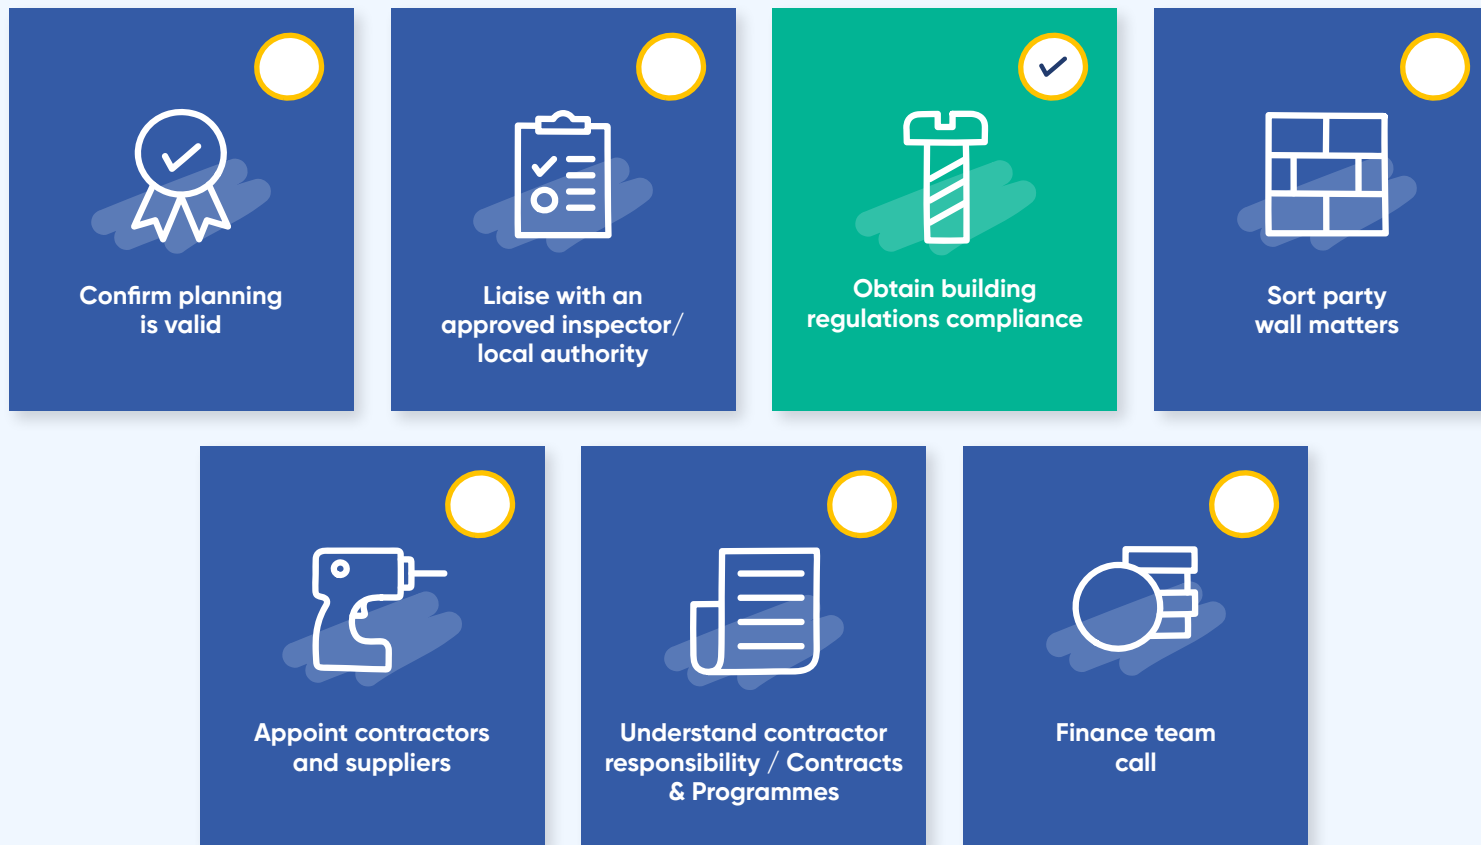 Confirm planning
is valid
Liaise with an
approved inspector/
local authority
Obtain building
regulations compliance
Sort party
wall matters
Appoint contractors
and suppliers
Understand contractor
responsibility / Contracts
& Programmes
Finance team
call